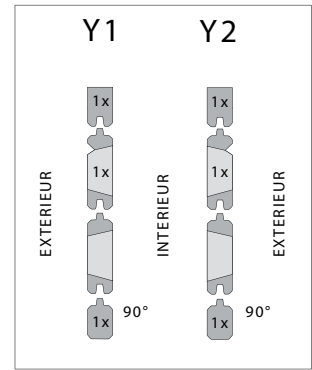 Y1 Y2
1x 1x
1x 1x
EXTERIEUR
INTERIEUR
EXTERIEUR
90° 90°
1x 1x